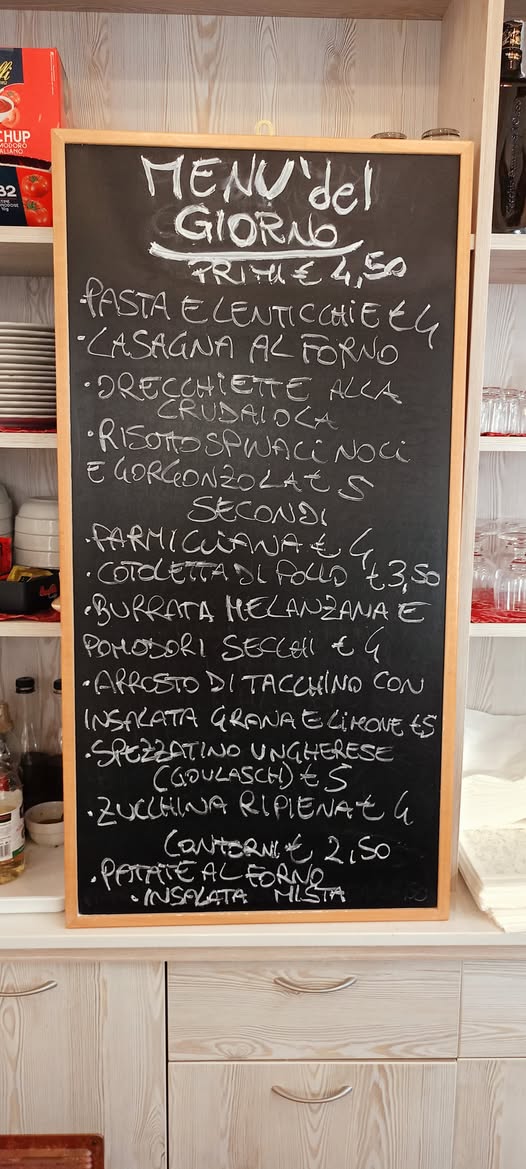 MENU' del
GIORNO
PRIMI € 4,50
·PASTA E LENTICCHIE €4
·LASAGNA AL FORNO
·ORECCHIETTE ALLA
CRUDAIOLA
·RISOTTO SPINACI NOCI
E GORGONZOLA € 5
SECONDI
·PARMIGIANA € 4
·COTOLETTA DI POLLO €3,50
·BURRATA MELANZANA E
POMODORI SECCHI € 4
·ARROSTO DI TACCHINO CON
INSALATA GRANA E LIMONE €5
·SPEZZATINO UNGHERESE
(GOULASCH) € 5
·ZUCCHINA RIPIENA € 4
CONTORNI € 2,50
·PATATE AL FORNO
·INSALATA MISTA
CHUP
POMODORO
ITALIANO